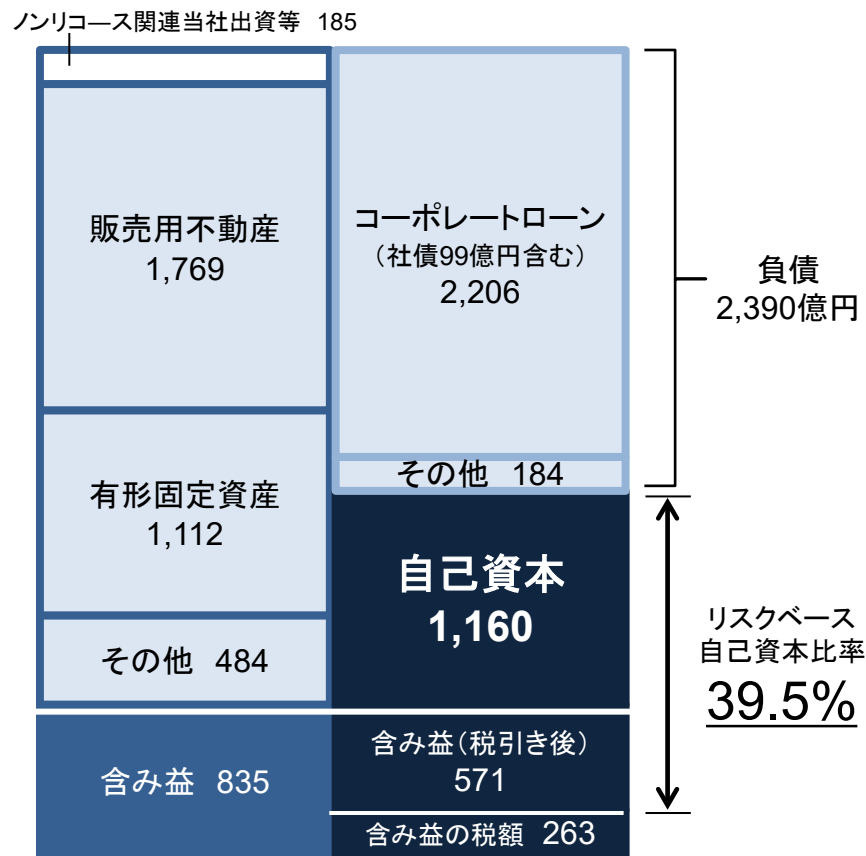 ノンリコース関連当社出資等 185
販売用不動産
1,769
有形固定資産
1,112
その他 484
含み益 835
コーポレートローン
（社債99億円含む）
2,206
その他 184
自己資本
1,160
含み益（税引き後）
571
含み益の税額 263
負債
2,390億円
リスクベース
自己資本比率
39.5%